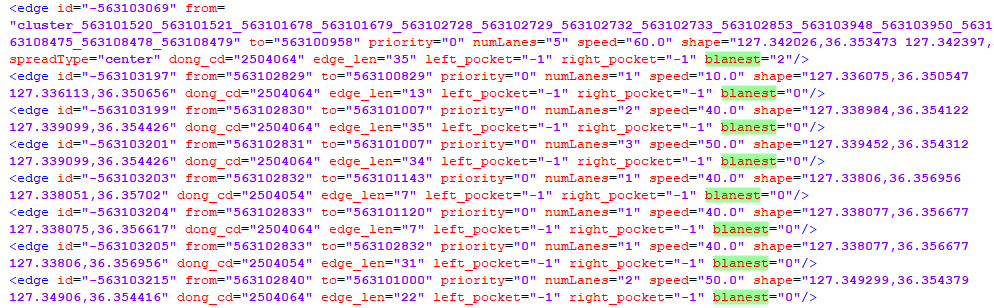 <edge id="-563103069" from=
"cluster_563101520_563101521_563101678_563101679_563102728_563102729_563102732_563102733_563102853_563103948_563103950_5631
63108475_563108478_563108479" to="563100958" priority="0" numLanes="5" speed="60.0" shape="127.342026,36.353473 127.342397,
spreadType="center" dong_cd="2504064" edge_len="35" left_pocket="-1" right_pocket="-1" blanest="2"/>
<edge id="-563103197" from="563102829" to="563100829" priority="0" numLanes="1" speed="10.0" shape="127.336075,36.350547
127.336113,36.350656" dong_cd="2504064" edge_len="13" left_pocket="-1" right_pocket="-1" blanest="0"/>
<edge id="-563103199" from="563102830" to="563101007" priority="0" numLanes="2" speed="40.0" shape="127.338984,36.354122
127.339099,36.354426" dong_cd="2504064" edge_len="35" left_pocket="-1" right_pocket="-1" blanest="0"/>
<edge id="-563103201" from="563102831" to="563101007" priority="0" numLanes="3" speed="50.0" shape="127.339452,36.354312
127.339099,36.354426" dong_cd="2504064" edge_len="34" left_pocket="-1" right_pocket="-1" blanest="0"/>
<edge id="-563103203" from="563102832" to="563101143" priority="0" numLanes="1" speed="40.0" shape="127.33806,36.356956
127.338051,36.35702" dong_cd="2504054" edge_len="7" left_pocket="-1" right_pocket="-1" blanest="0"/>
<edge id="-563103204" from="563102833" to="563101120" priority="0" numLanes="1" speed="40.0" shape="127.338077,36.356677
127.338075,36.356617" dong_cd="2504064" edge_len="7" left_pocket="-1" right_pocket="-1" blanest="0"/>
<edge id="-563103205" from="563102833" to="563102832" priority="0" numLanes="1" speed="40.0" shape="127.338077,36.356677
127.33806,36.356956" dong_cd="2504054" edge_len="31" left_pocket="-1" right_pocket="-1" blanest="0"/>
<edge id="-563103215" from="563102840" to="563101000" priority="0" numLanes="2" speed="50.0" shape="127.349299,36.354379
127.34906,36.354416" dong_cd="2504064" edge_len="22" left_pocket="-1" right_pocket="-1" blanest="0"/>